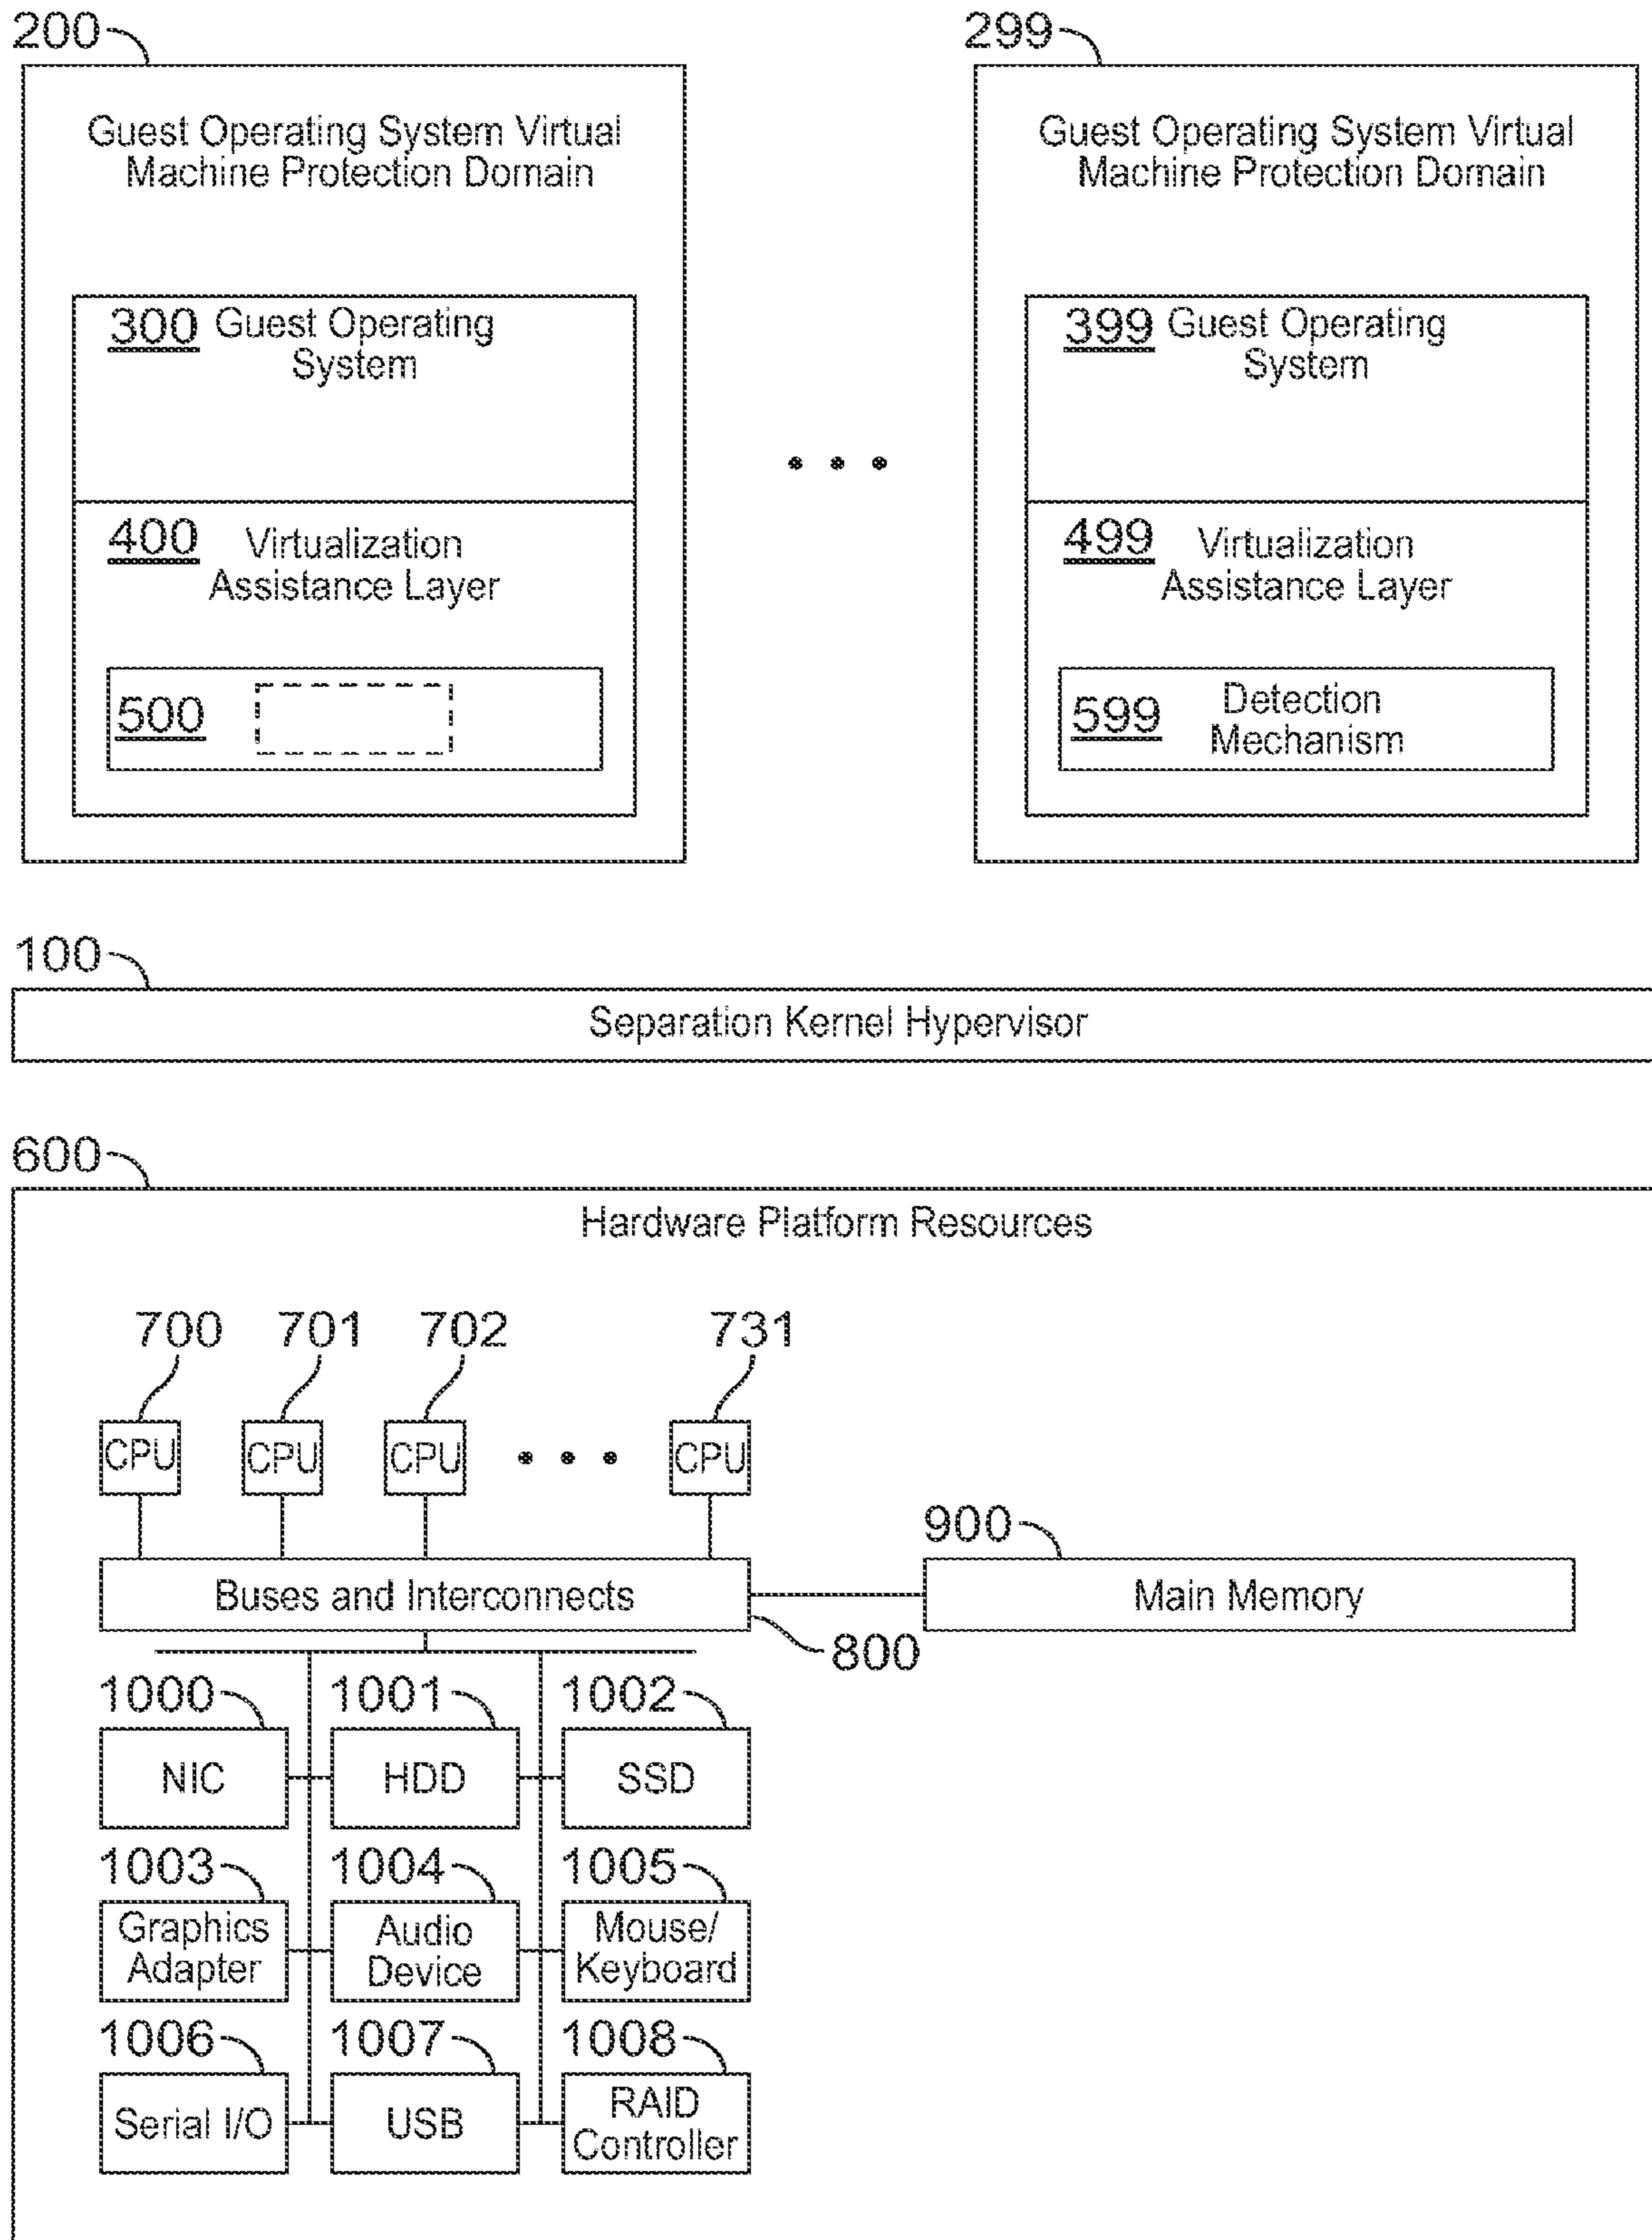 200
299
Guest Operating System Virtual
Machine Protection Domain
Guest Operating System Virtual
Machine Protection Domain
300 Guest Operating
System
399 Guest Operating
System
400 Virtualization
Assistance Layer
499 Virtualization
Assistance Layer
500
599 Detection
Mechanism
100
Separation Kernel Hypervisor
600
Hardware Platform Resources
700 701 702 731
CPU CPU CPU CPU
900
Buses and Interconnects
Main Memory
800
1000 1001 1002
NIC HDD SSD
1003 1004 1005
Graphics
Adapter
Audio
Device
Mouse/
Keyboard
1006 1007 1008
Serial I/O USB
RAID
Controller